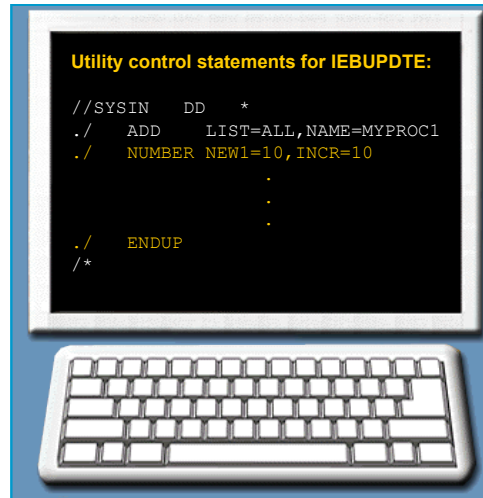 Utility control statements for IEBUPDTE:
//SYSIN DD *
./ ADD LIST=ALL,NAME=MYPROC1
./ NUMBER NEW1=10,INCR=10
.
.
.
./ ENDUP
/*